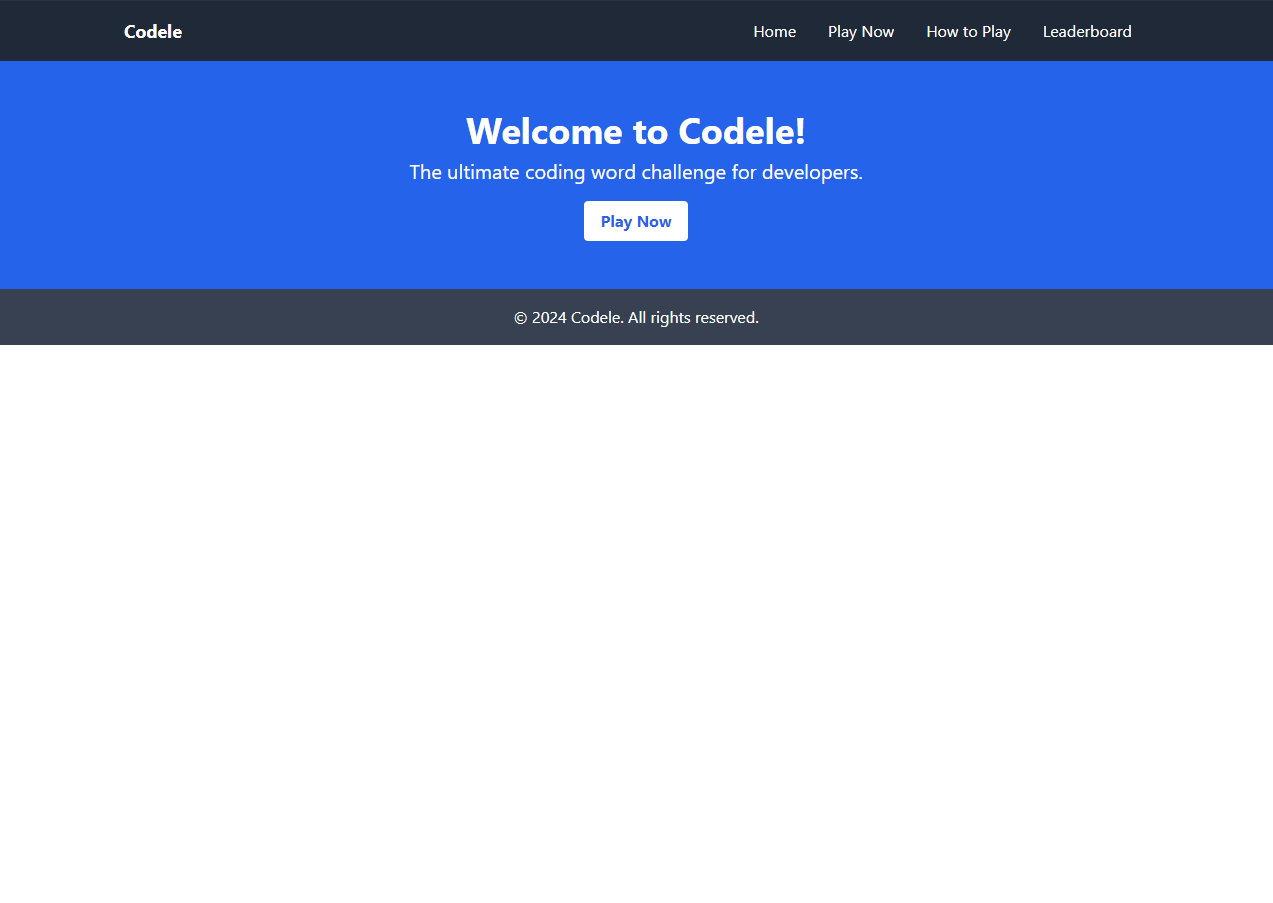 Codele
Home Play Now How to Play Leaderboard
Welcome to Codele!
The ultimate coding word challenge for developers.
Play Now
© 2024 Codele. All rights reserved.